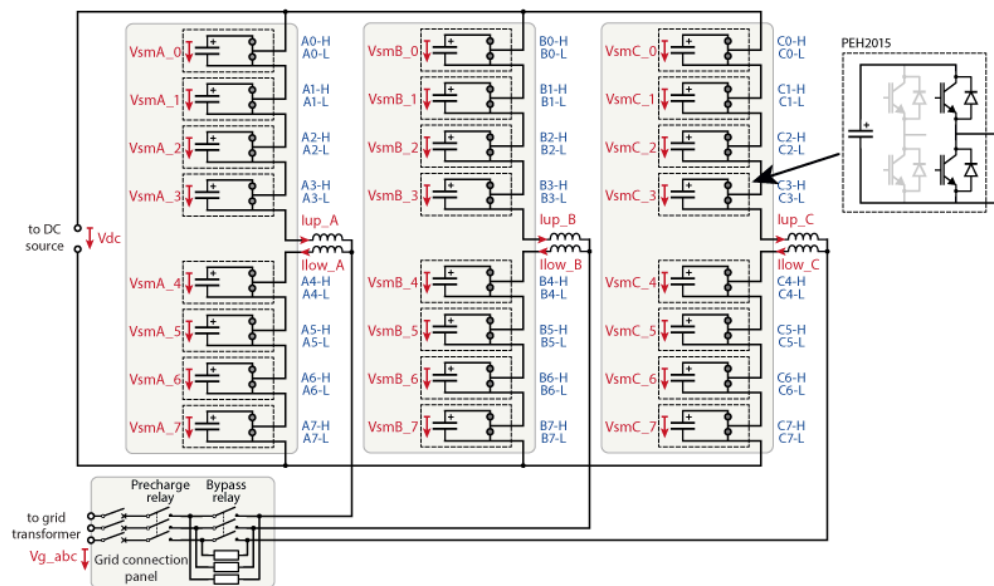 VsmA_0
A0-H
A0-L
VsmA_1
A1-H
A1-L
VsmA_2
A2-H
A2-L
VsmA_3
A3-H
A3-L
Iup_A
Ilow_A
VsmA_4
A4-H
A4-L
VsmA_5
A5-H
A5-L
VsmA_6
A6-H
A6-L
VsmA_7
A7-H
A7-L
VsmB_0
B0-H
B0-L
VsmB_1
B1-H
B1-L
VsmB_2
B2-H
B2-L
VsmB_3
B3-H
B3-L
Iup_B
Ilow_B
VsmB_4
B4-H
B4-L
VsmB_5
B5-H
B5-L
VsmB_6
B6-H
B6-L
VsmB_7
B7-H
B7-L
VsmC_0
C0-H
C0-L
VsmC_1
C1-H
C1-L
VsmC_2
C2-H
C2-L
VsmC_3
C3-H
C3-L
Iup_C
Ilow_C
VsmC_4
C4-H
C4-L
VsmC_5
C5-H
C5-L
VsmC_6
C6-H
C6-L
VsmC_7
C7-H
C7-L
PEH2015
to DC
source
Vdc
Precharge
relay
Bypass
relay
to grid
transformer
Vg_abc
Grid connection
panel